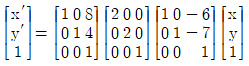 [x′] = [1 0 8] [2 0 0] [1 0 −6] [x]
[y′] = [0 1 4] [0 2 0] [0 1 −7] [y]
[1] = [0 0 1] [0 0 1] [0 0 1] [1]